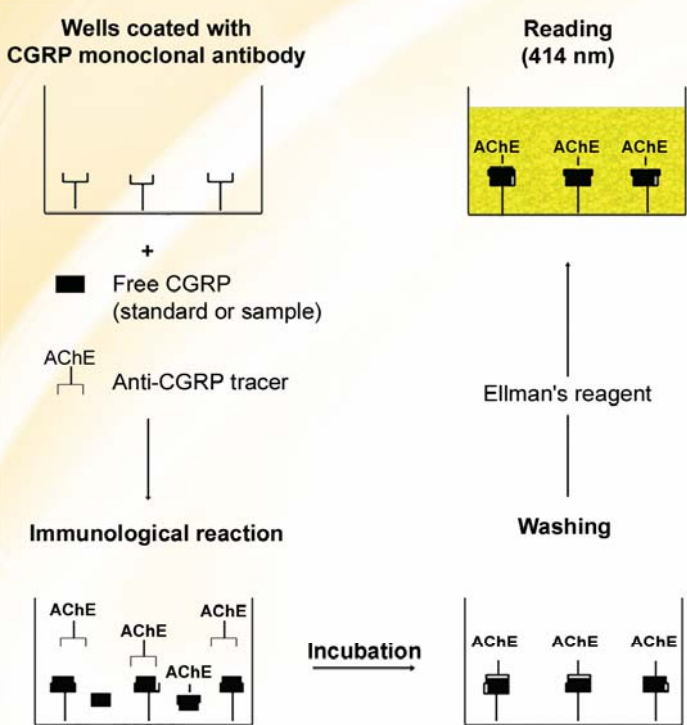 Wells coated with
CGRP monoclonal antibody
+
Free CGRP
(standard or sample)
AChE
Anti-CGRP tracer
Immunological reaction
AChE
AChE
AChE
AChE
Incubation
Washing
AChE
AChE
AChE
Ellman's reagent
Reading
(414 nm)
AChE
AChE
AChE